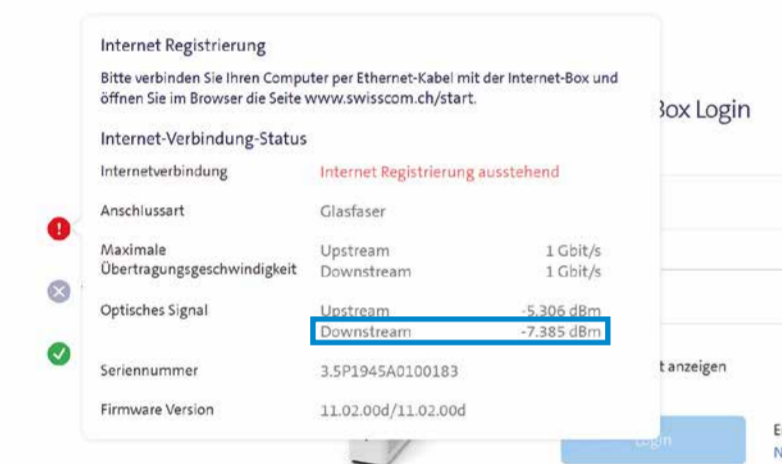 Internet Registrierung
Bitte verbinden Sie Ihren Computer per Ethernet-Kabel mit der Internet-Box und
öffnen Sie im Browser die Seite www.swisscom.ch/start.
Box Login
Internet-Verbindung-Status
Internetverbindung Internet Registrierung ausstehend
Anschlussart Glasfaser
Maximale Upstream 1 Gbit/s
Übertragungsgeschwindigkeit Downstream 1 Gbit/s
Optisches Signal Upstream -5.306 dBm
Downstream -7.385 dBm
Seriennummer 3.5P1945A0100183
t anzeigen
Firmware Version 11.02.00d/11.02.00d
Login